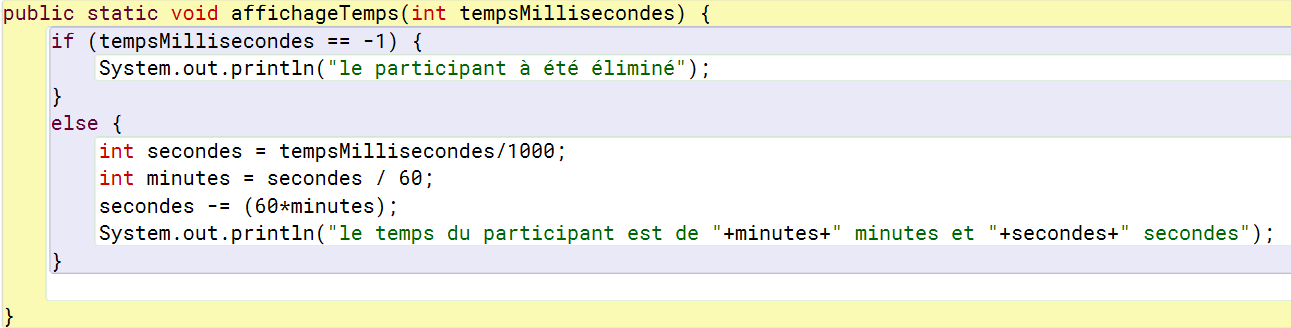 public static void affichageTemps(int tempsMillisecondes) {
if (tempsMillisecondes == -1) {
System.out.println("le participant à été éliminé");
}
else {
int secondes = tempsMillisecondes/1000;
int minutes = secondes / 60;
secondes -= (60*minutes);
System.out.println("le temps du participant est de "+minutes+" minutes et "+secondes+" secondes");
}
}